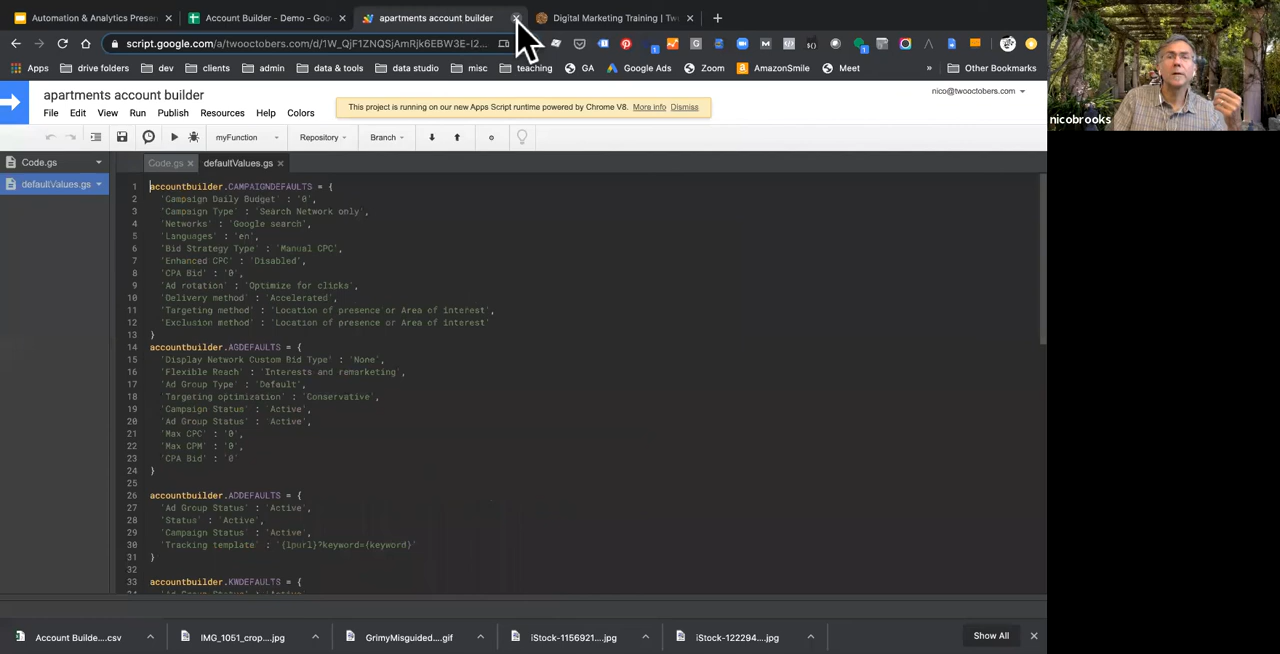 Automation & Analytics Presen
Account Builder - Demo - Goo
apartments account builder
Digital Marketing Training | Tw
script.google.com/a/twooctobers.com/d/1W_QjF1ZNQSjAmRjk6EBW3E-I2...
Apps
drive folders
dev
clients
admin
data & tools
data studio
misc
teaching
GA
Google Ads
Zoom
AmazonSmile
Meet
»
Other Bookmarks
apartments account builder
nico@twooctobers.com
File Edit View Run Publish Resources Help Colors
This project is running on our new Apps Script runtime powered by Chrome V8. More info Dismiss
myFunction
Repository
Branch
Code.gs
defaultValues.gs
Code.gs
defaultValues.gs
1 accountbuilder.CAMPAIGNDEFAULTS = {
2 'Campaign Daily Budget' : '0',
3 'Campaign Type' : 'Search Network only',
4 'Networks' : 'Google search',
5 'Languages' : 'en',
6 'Bid Strategy Type' : 'Manual CPC',
7 'Enhanced CPC' : 'Disabled',
8 'CPA Bid' : '0',
9 'Ad rotation' : 'Optimize for clicks',
10 'Delivery method' : 'Accelerated',
11 'Targeting method' : 'Location of presence or Area of interest',
12 'Exclusion method' : 'Location of presence or Area of interest'
13 }
14 accountbuilder.AGDEFAULTS = {
15 'Display Network Custom Bid Type' : 'None',
16 'Flexible Reach' : 'Interests and remarketing',
17 'Ad Group Type' : 'Default',
18 'Targeting optimization' : 'Conservative',
19 'Campaign Status' : 'Active',
20 'Ad Group Status' : 'Active',
21 'Max CPC' : '0',
22 'Max CPM' : '0',
23 'CPA Bid' : '0'
24 }
25
26 accountbuilder.ADDEFAULTS = {
27 'Ad Group Status' : 'Active',
28 'Status' : 'Active',
29 'Campaign Status' : 'Active',
30 'Tracking template' : '{lpurl}?keyword={keyword}'
31 }
32
33 accountbuilder.KWDEFAULTS = {
nicobrooks
Account Builde....csv
IMG_1051_crop....jpg
GrimyMisguided....gif
iStock-1156921....jpg
iStock-122294....jpg
Show All